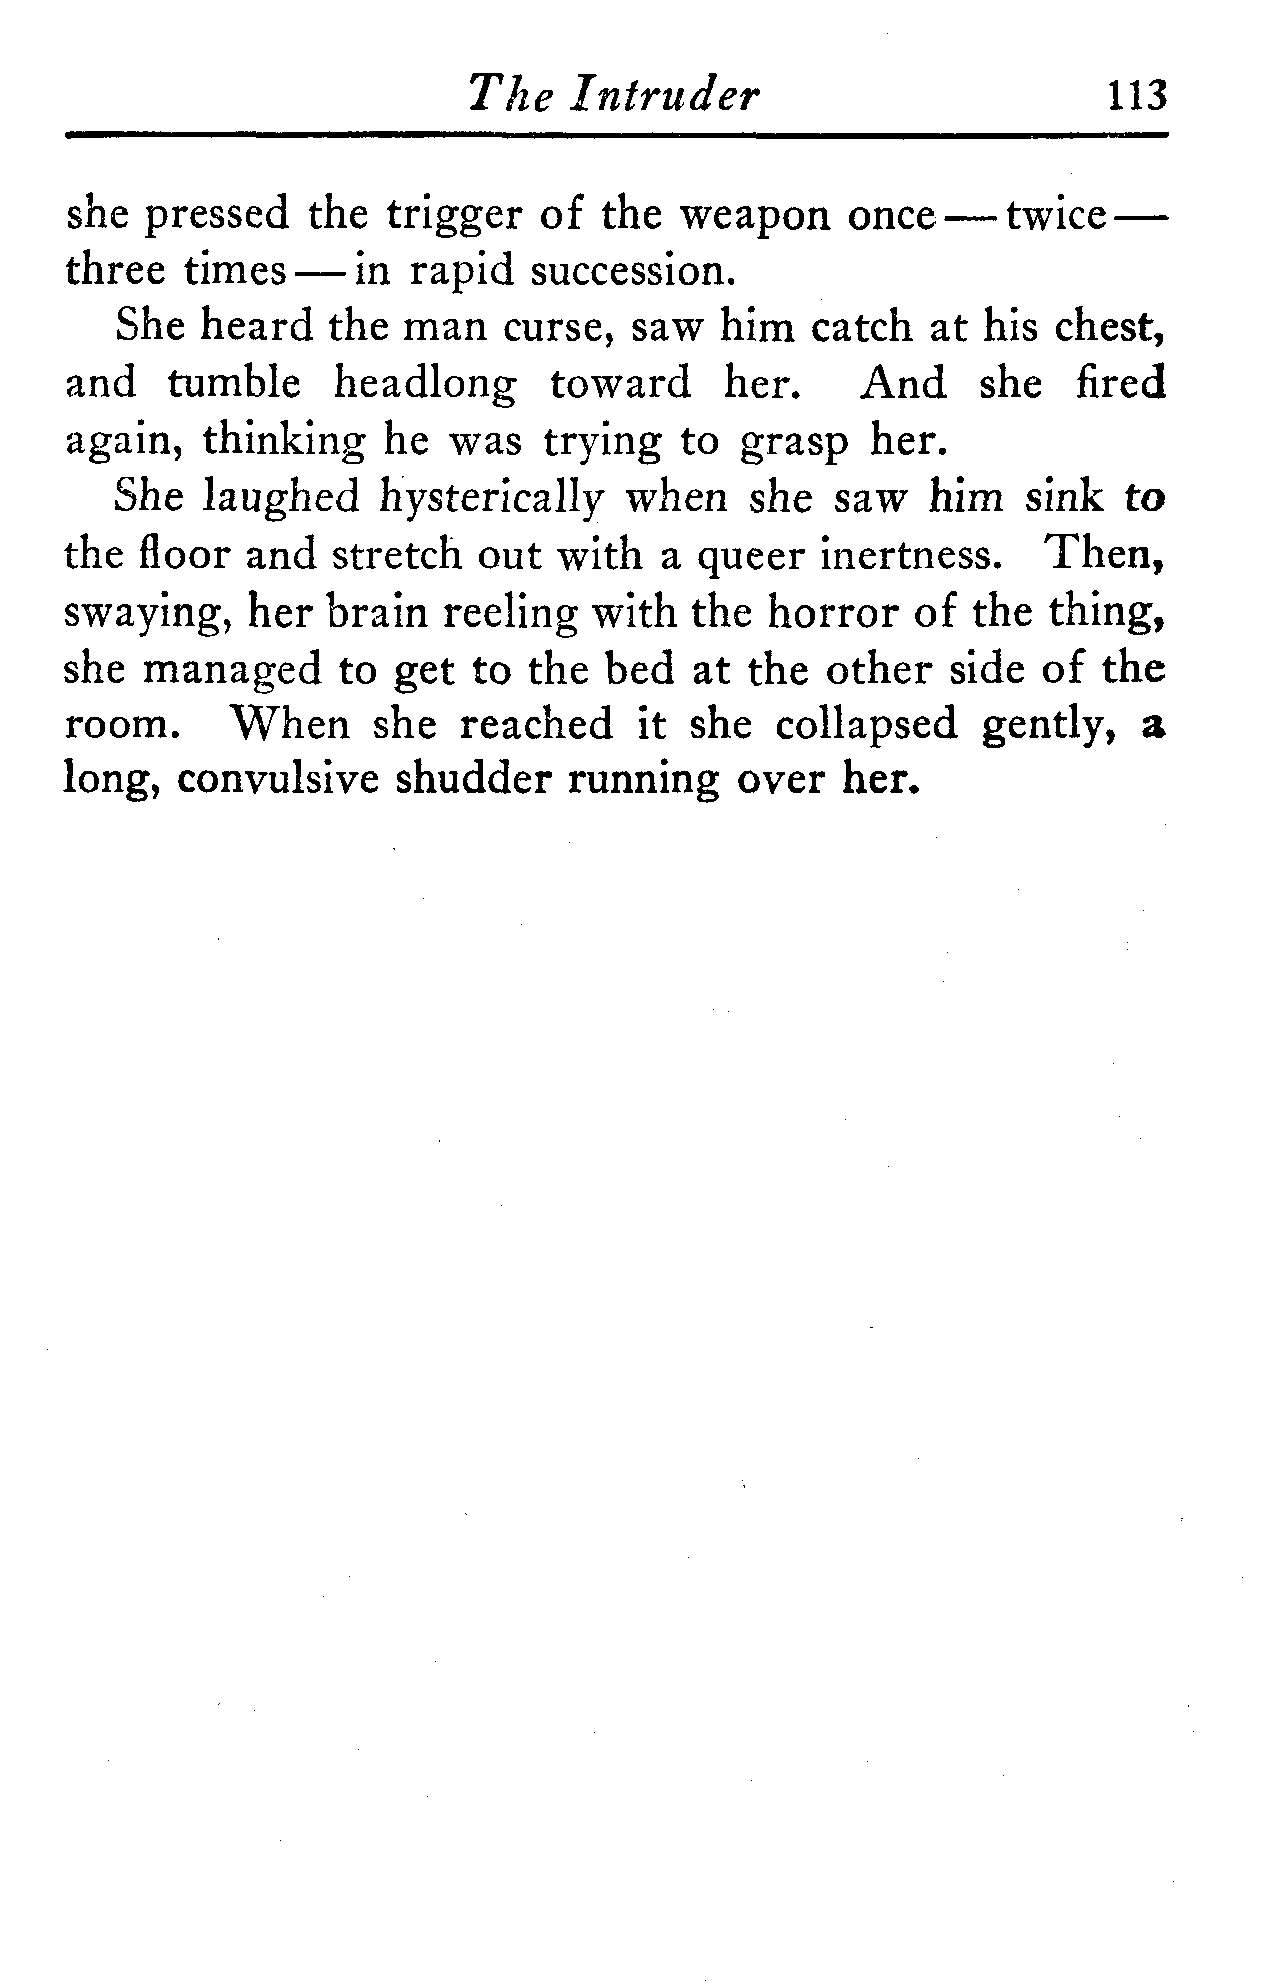 The Intruder 113
she pressed the trigger of the weapon once — twice —
three times — in rapid succession.
She heard the man curse, saw him catch at his chest,
and tumble headlong toward her. And she fired
again, thinking he was trying to grasp her.
She laughed hysterically when she saw him sink to
the floor and stretch out with a queer inertness. Then,
swaying, her brain reeling with the horror of the thing,
she managed to get to the bed at the other side of the
room. When she reached it she collapsed gently, a
long, convulsive shudder running over her.